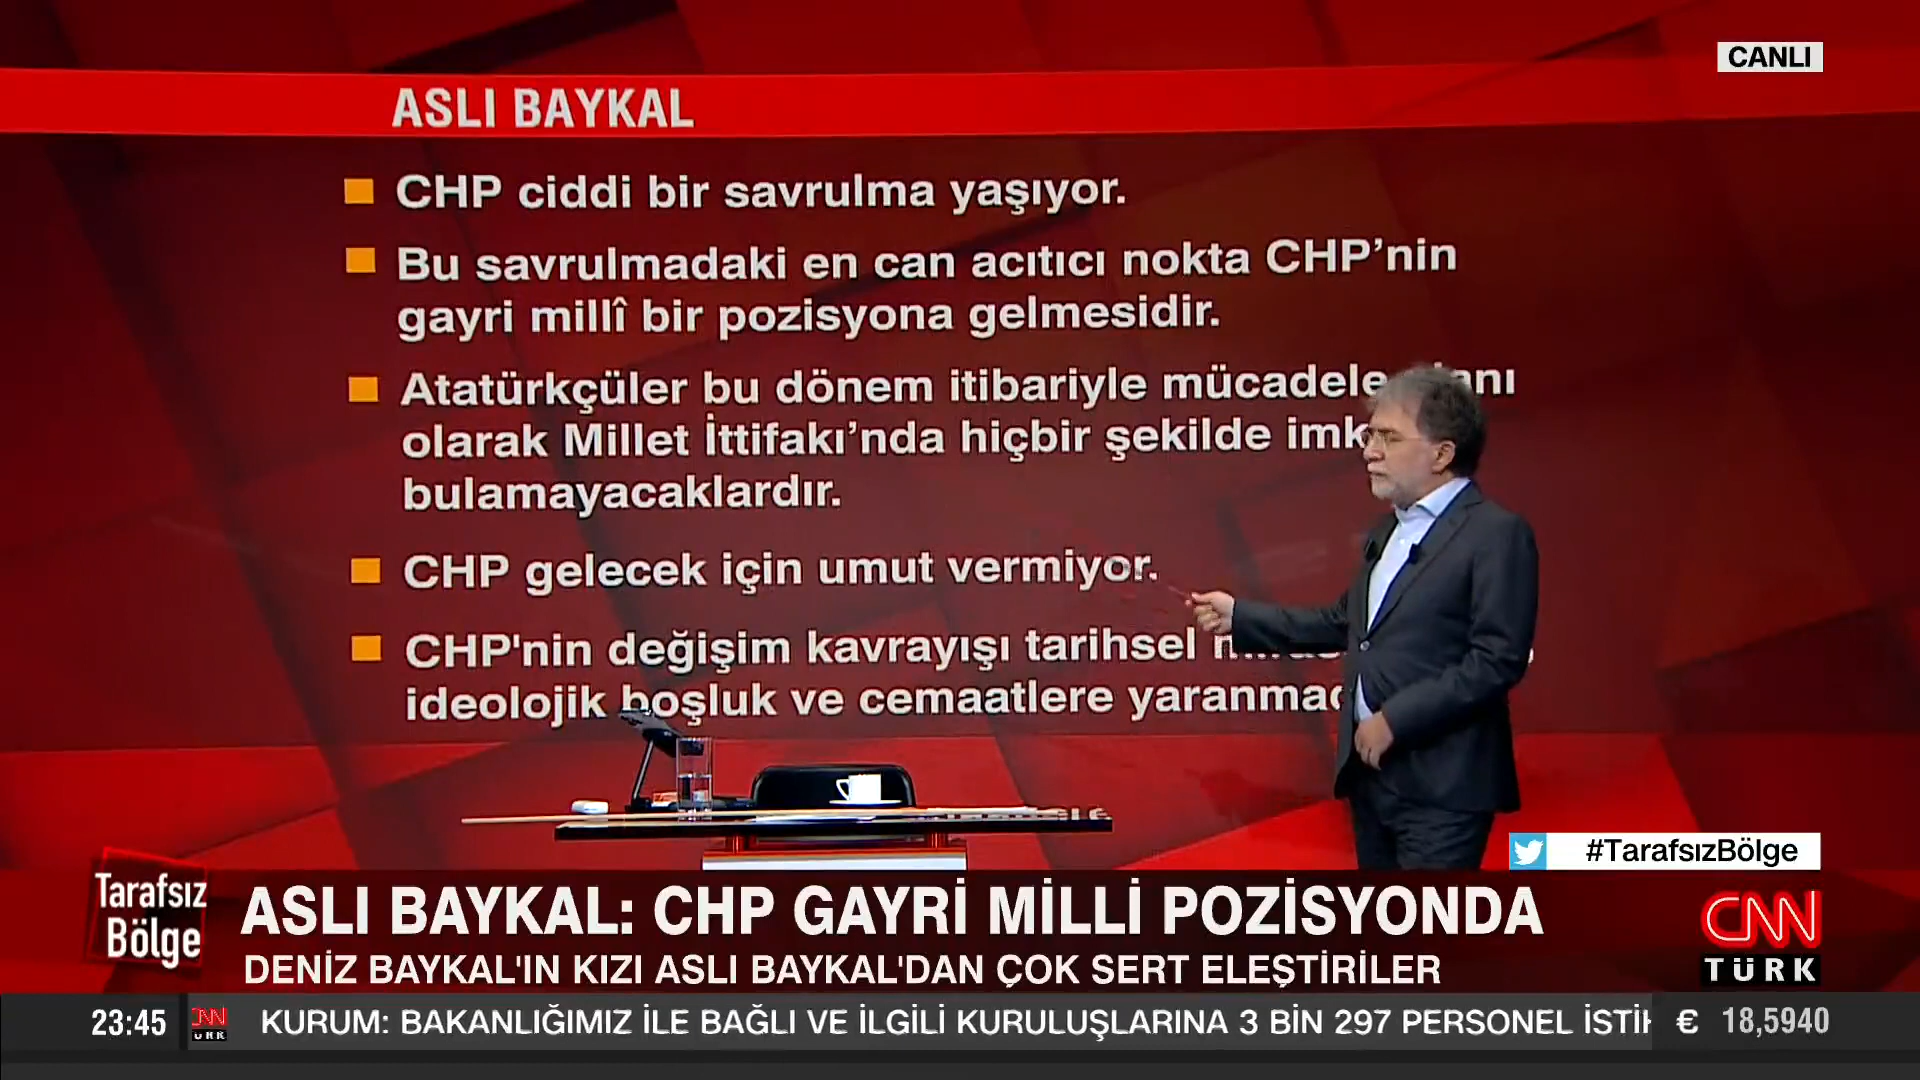 CANLI
ASLI BAYKAL
CHP ciddi bir savrulma yaşıyor.
Bu savrulmadaki en can acıtıcı nokta CHP’nin
gayri millî bir pozisyona gelmesidir.
Atatürkçüler bu dönem itibariyle mücadele
olarak Millet İttifakı’nda hiçbir şekilde
bulamayacaklardır.
CHP gelecek için umut vermiyor.
CHP'nin değişim kavrayışı tarihsel
ideolojik boşluk ve cemaatlere
#TarafsızBölge
Tarafsız
Bölge
ASLI BAYKAL: CHP GAYRİ MİLLİ POZİSYONDA
DENİZ BAYKAL'IN KIZI ASLI BAYKAL'DAN ÇOK SERT ELEŞTİRİLER
CNN
TÜRK
23:45
CNN
TÜRK
KURUM: BAKANLIĞIMIZ İLE BAĞLI VE İLGİLİ KURULUŞLARINA 3 BİN 297 PERSONEL
€ 18,5940